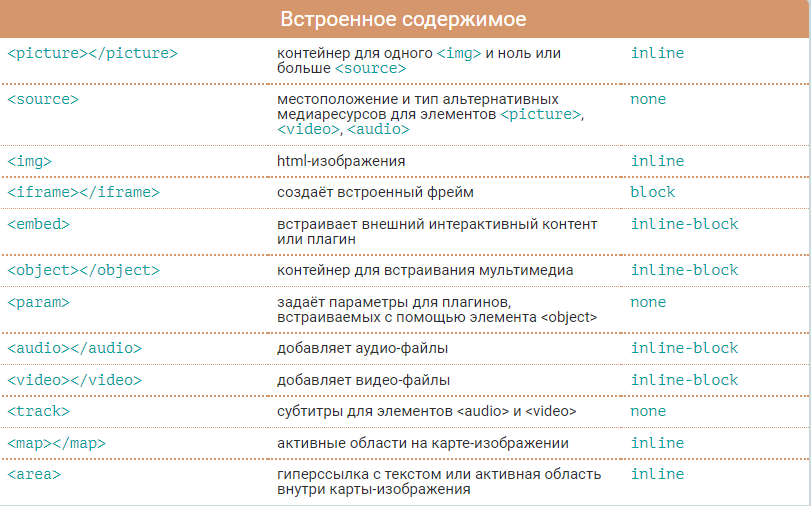 Встроенное содержимое
<picture></picture> контейнер для одного <img> и ноль или inline
больше <source>
<source> местоположение и тип альтернативных none
медиаресурсов для элементов <picture>,
<video>, <audio>
<img> html-изображения inline
<iframe></iframe> создаёт встроенный фрейм block
<embed> встраивает внешний интерактивный контент inline-block
или плагин
<object></object> контейнер для встраивания мультимедиа inline-block
<param> задаёт параметры для плагинов, none
встраиваемых с помощью элемента <object>
<audio></audio> добавляет аудио-файлы inline-block
<video></video> добавляет видео-файлы inline-block
<track> субтитры для элементов <audio> и <video> none
<map></map> активные области на карте-изображении inline
<area> гиперссылка с текстом или активная область inline
внутри карты-изображения